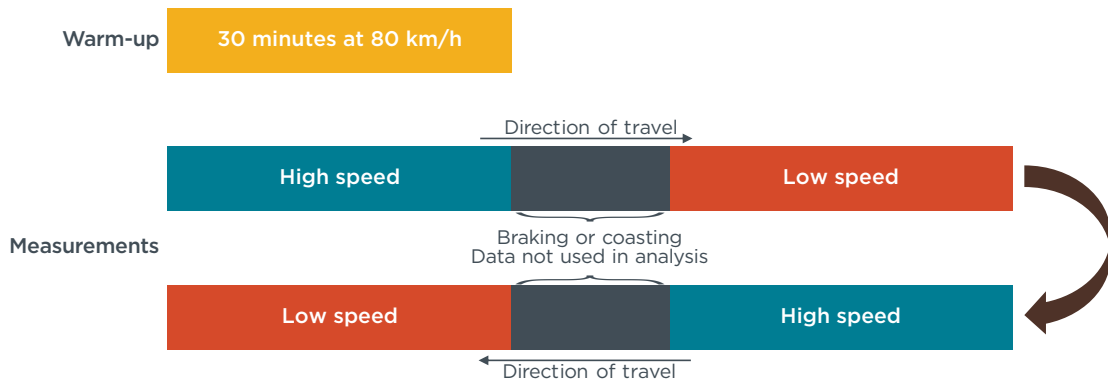 Warm-up
30 minutes at 80 km/h
Direction of travel
High speed
Low speed
Measurements
Braking or coasting
Data not used in analysis
Low speed
High speed
Direction of travel